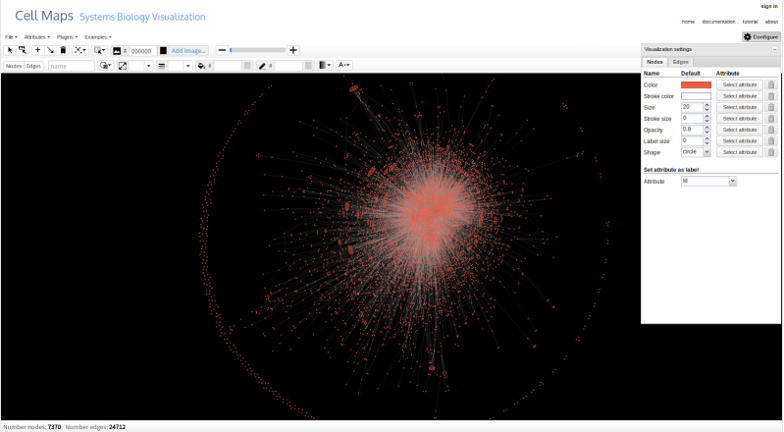 sign in
Cell Maps Systems Biology Visualization
home documentation tutorial about
File Attributes Plugins Examples
Configure
# 000000 Add image...
Visualization settings
Nodes Edges name # #
Nodes Edges
Name Default Attribute
Color Select attribute
Stroke color Select attribute
Size 20 Select attribute
Stroke size 0 Select attribute
Opacity 0.8 Select attribute
Label size 0 Select attribute
Shape circle Select attribute
Set attribute as label
Attribute Id
Number nodes: 7370 Number edges: 24712